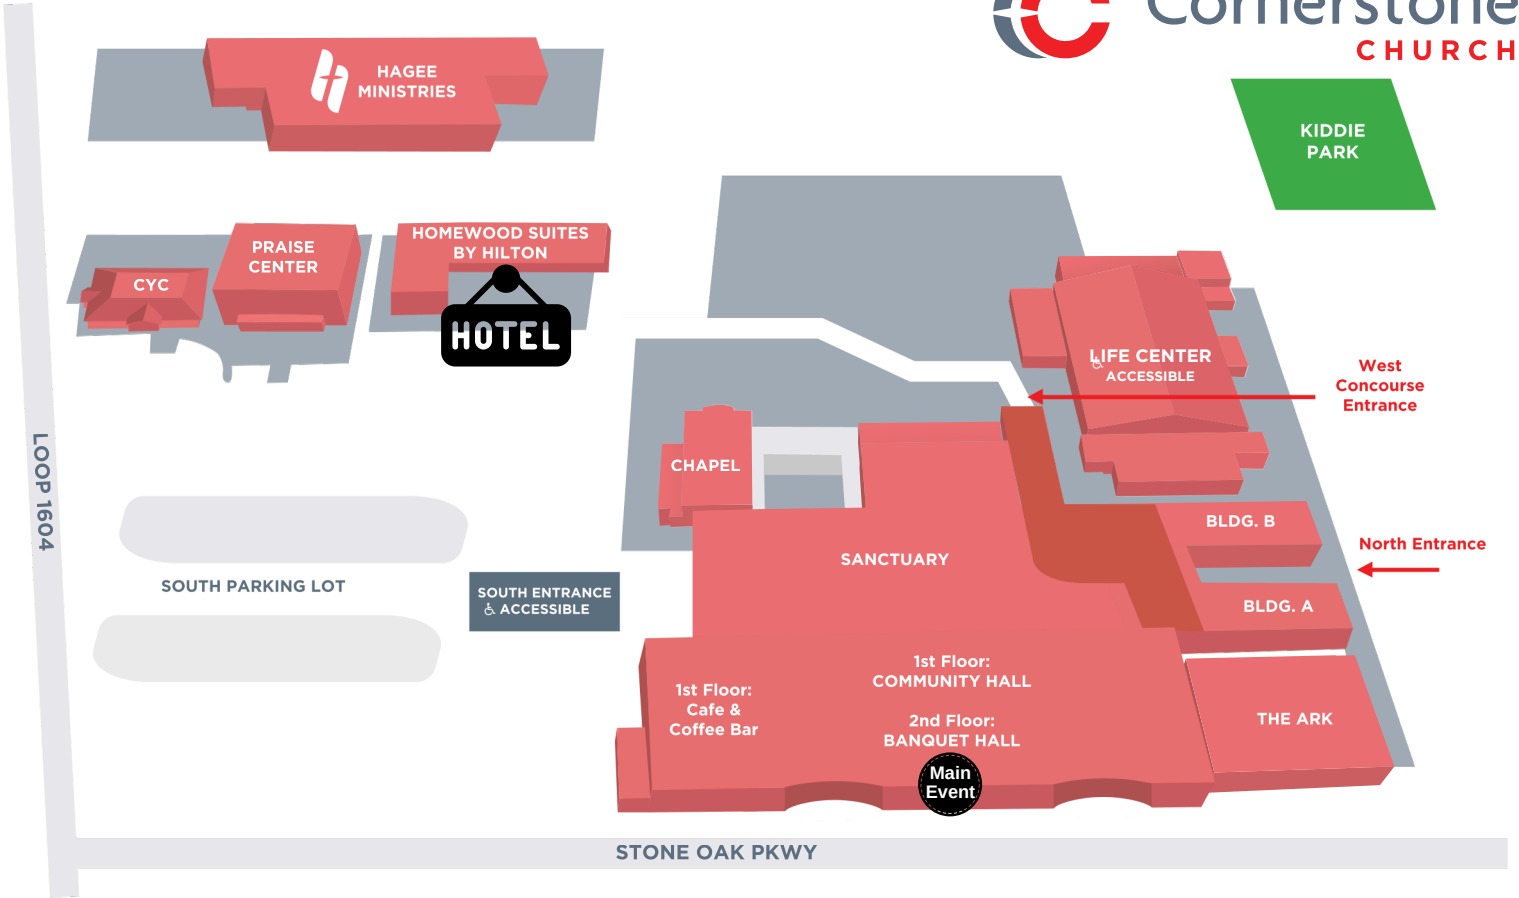 Cornerstone
CHURCH
HAGEE
MINISTRIES
KIDDIE
PARK
HOMEWOOD SUITES
BY HILTON
PRAISE
CENTER
CYC
HOTEL
LIFE CENTER
ACCESSIBLE
West
Concourse
Entrance
LOOP 1604
CHAPEL
BLDG. B
North Entrance
SANCTUARY
SOUTH PARKING LOT
SOUTH ENTRANCE
ACCESSIBLE
BLDG. A
1st Floor:
COMMUNITY HALL
1st Floor:
Cafe &
Coffee Bar
2nd Floor:
BANQUET HALL
THE ARK
Main
Event
STONE OAK PKWY